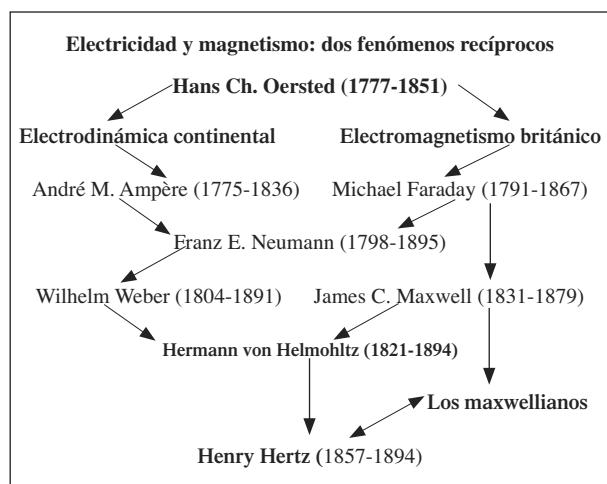 Electricidad y magnetismo: dos fenómenos recíprocos
Hans Ch. Oersted (1777-1851)
Electrodinámica continental
Electromagnetismo británico
André M. Ampère (1775-1836)
Michael Faraday (1791-1867)
Franz E. Neumann (1798-1895)
Wilhelm Weber (1804-1891)
James C. Maxwell (1831-1879)
Hermann von Helmohltz (1821-1894)
Los maxwellianos
Henry Hertz (1857-1894)